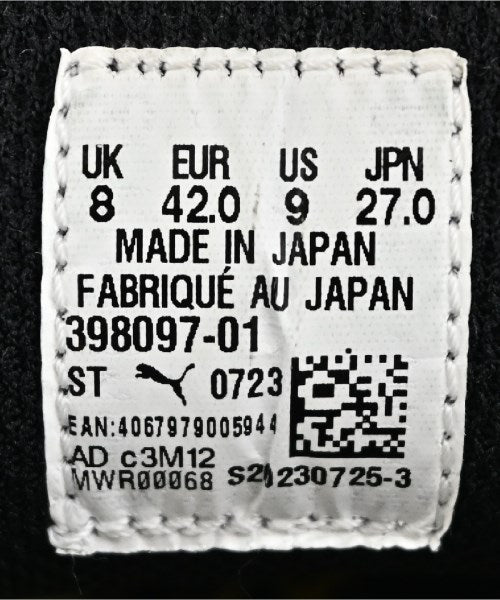 UK EUR US JPN
8 42.0 9 27.0
MADE IN JAPAN
FABRIQUÉ AU JAPAN
398097-01
ST 0723
EAN:4067979005944
AD c3M12
MWR00068 S2 230725-3